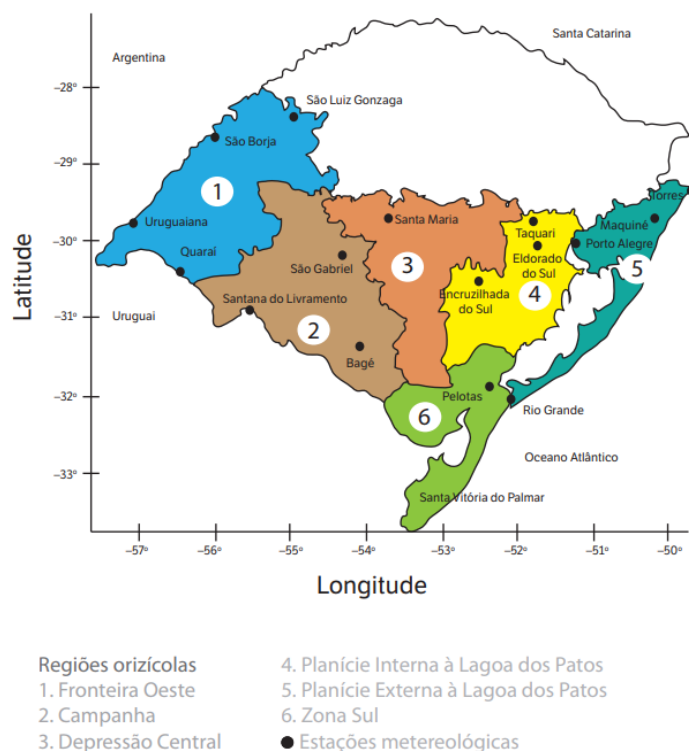 Santa Catarina
Argentina
−28°
São Luiz Gonzaga
São Borja
−29°
1
Torres
Uruguaiana
Santa Maria
Maquiné
Taquari
−30°
Porto Alegre
Quaraí
São Gabriel
3
Eldorado
do Sul
5
Encruzilhada
do Sul
4
Santana do Livramento
−31°
Uruguai
2
Bagé
−32°
Pelotas
6
Rio Grande
Oceano Atlântico
−33°
Santa Vitória do Palmar
Latitude
−57°
−56°
−55°
−54°
−53°
−52°
−51°
−50°
Longitude
Regiões orizícolas
1. Fronteira Oeste
2. Campanha
3. Depressão Central
4. Planície Interna à Lagoa dos Patos
5. Planície Externa à Lagoa dos Patos
6. Zona Sul
Estações metereológicas